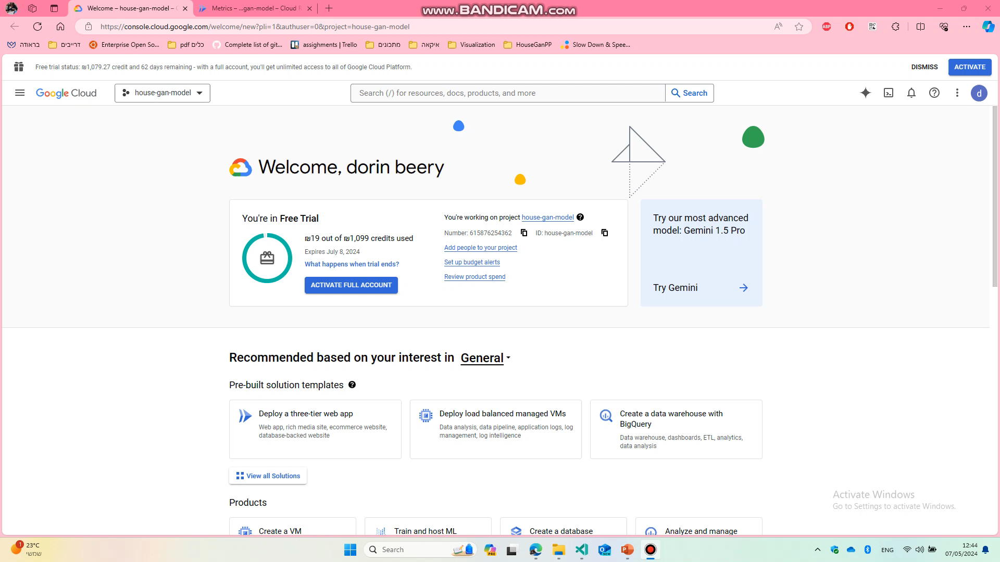 Welcome – house-gan-model –
Metrics – ...gan-model – Cloud R
www.BANDICAM.com
https://console.cloud.google.com/welcome/new?pli=1&authuser=0&project=house-gan-model
ABP
בראודה
דרייבים
Enterprise Open So...
כלים pdf
Complete list of git...
assighments | Trello
מתכונים
איקאה
Visualization
HouseGanPP
Slow Down & Spee...
Free trial status: ₪1,079.27 credit and 62 days remaining - with a full account, you'll get unlimited access to all of Google Cloud Platform.
DISMISS
ACTIVATE
Google Cloud
house-gan-model
Search (/) for resources, docs, products, and more
Search
d
Welcome, dorin beery
You're in Free Trial
₪19 out of ₪1,099 credits used
Expires July 8, 2024
What happens when trial ends?
ACTIVATE FULL ACCOUNT
You're working on project house-gan-model
Number: 615876254362
ID: house-gan-model
Add people to your project
Set up budget alerts
Review product spend
Try our most advanced
model: Gemini 1.5 Pro
Try Gemini
Recommended based on your interest in General
Pre-built solution templates
Deploy a three-tier web app
Web app, rich media site, ecommerce website,
database-backed website
Deploy load balanced managed VMs
Data analysis, data pipeline, application logs, log
management, log intelligence
Create a data warehouse with
BigQuery
Data warehouse, dashboards, ETL, analytics,
data analysis
View all Solutions
Products
Create a VM
Train and host ML
Create a database
Analyze and manage
Activate Windows
Go to Settings to activate Windows.
1
23°C
שמשי
Search
PRE
NEW
ENG
12:44
07/05/2024